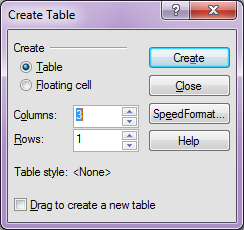 Create Table
Create
Table
Floating cell
Columns: 3
Rows: 1
Table style: <None>
Drag to create a new table
Create
Close
SpeedFormat...
Help